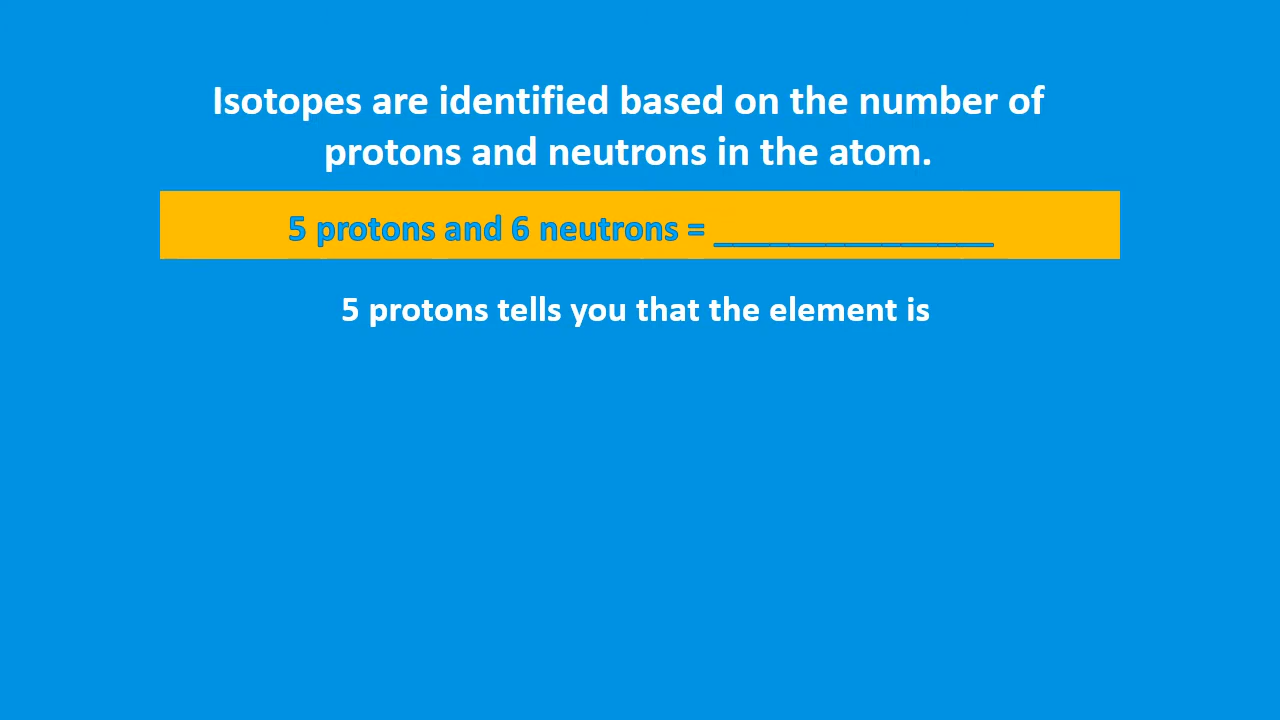 Isotopes are identified based on the number of
protons and neutrons in the atom.
5 protons and 6 neutrons = _______________
5 protons tells you that the element is